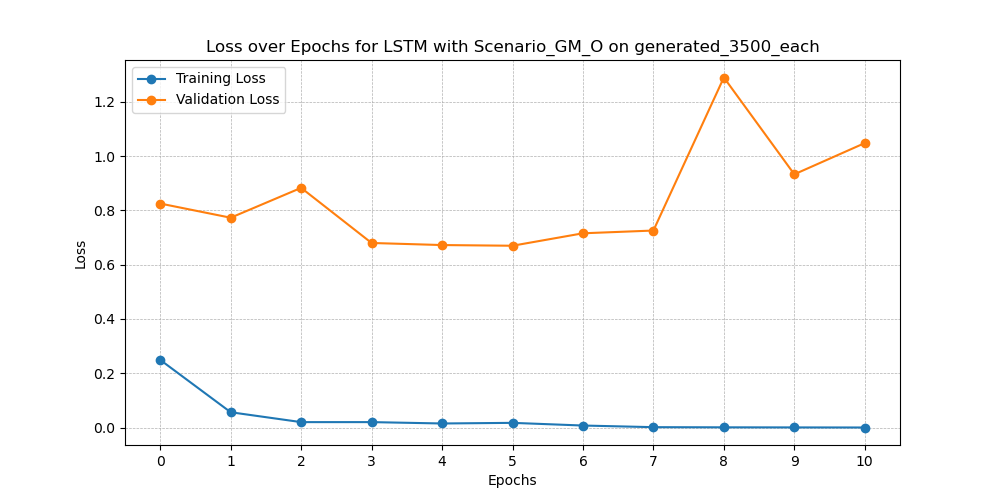 Loss over Epochs for LSTM with Scenario_GM_O on generated_3500_each
Training Loss
Validation Loss
Loss
1.2
1.0
0.8
0.6
0.4
0.2
0.0
0 1 2 3 4 5 6 7 8 9 10
Epochs